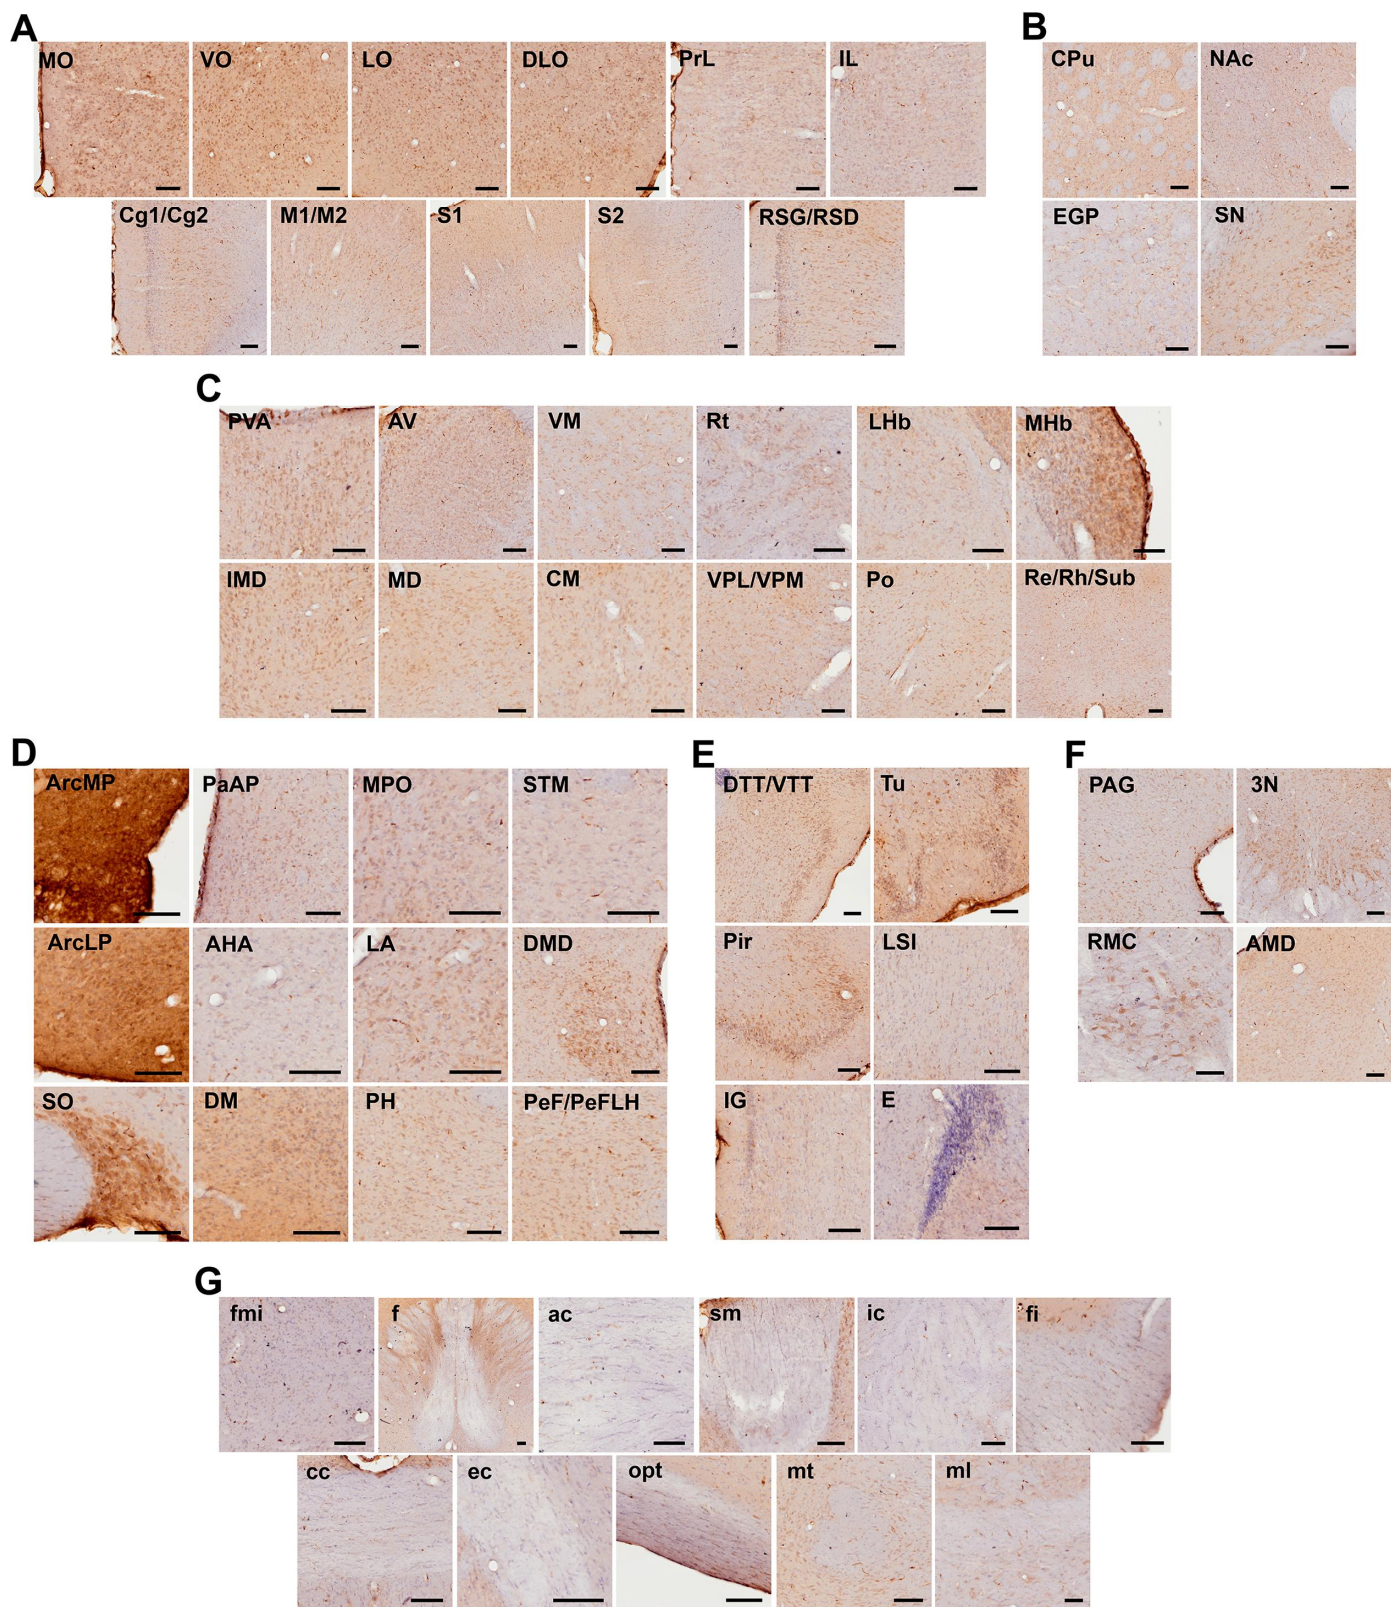 A
B
MO VO LO DLO PrL IL
CPu NAc
Cg1/Cg2 M1/M2 S1 S2 RSG/RSD
EGP SN
C
PVA AV VM Rt LHb MHb
IMD MD CM VPL/VPM Po Re/Rh/Sub
D
E
F
ArcMP PaAP MPO STM
DTT/VTT Tu
PAG 3N
ArcLP AHA LA DMD
Pir LSI
RMC AMD
SO DM PH PeF/PeFLH
IG E
G
fmi f ac sm ic fi
cc ec opt mt ml